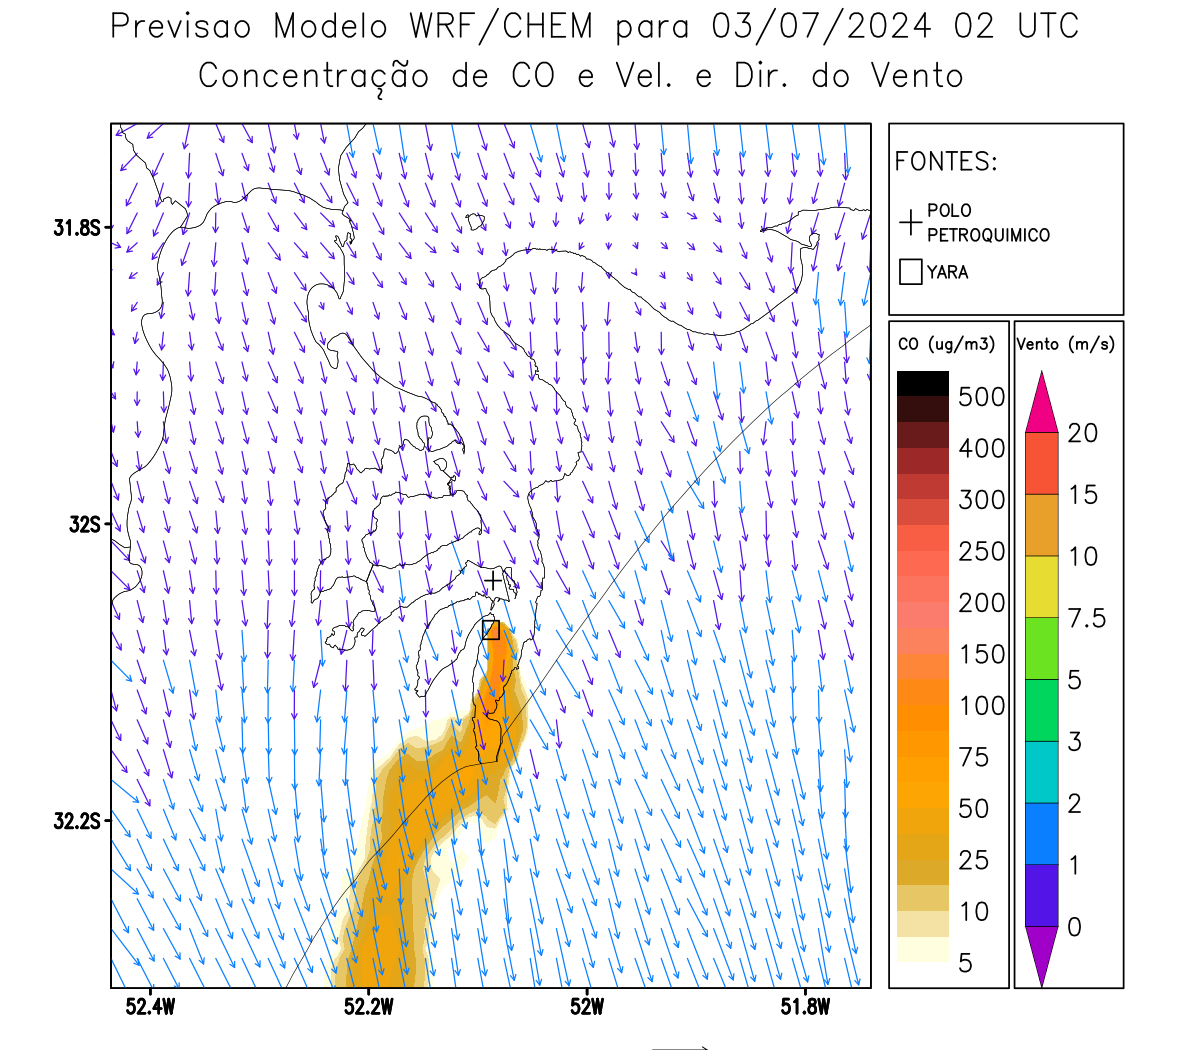 Previsao Modelo WRF/CHEM para 03/07/2024 02 UTC
Concentração de CO e Vel. e Dir. do Vento
FONTES:
POLO
PETROQUIMICO
YARA
31.8S
32S
32.2S
52.4W
52.2W
52W
51.8W
CO (ug/m3)
500
400
300
250
200
150
100
75
50
25
10
5
Vento (m/s)
20
15
10
7.5
5
3
2
1
0